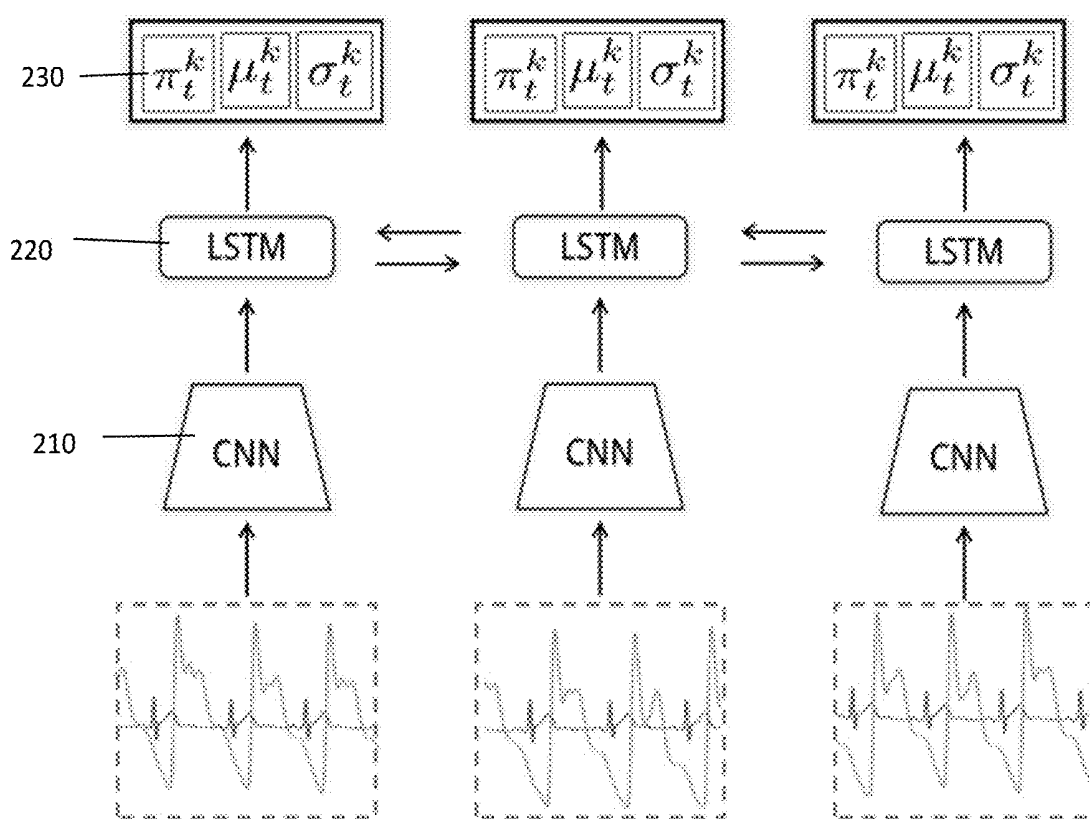 230 π_t^k μ_t^k σ_t^k π_t^k μ_t^k σ_t^k π_t^k μ_t^k σ_t^k
220 LSTM LSTM LSTM
210 CNN CNN CNN